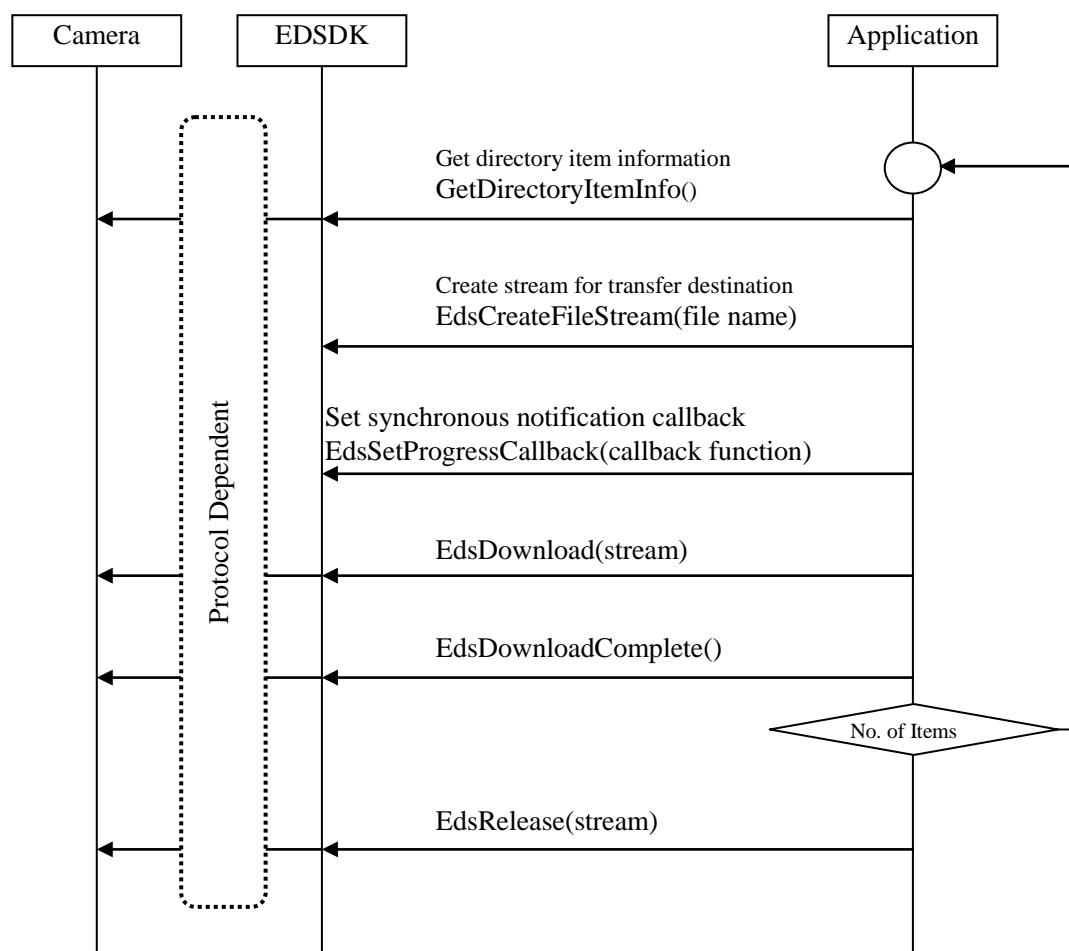 Camera
EDSDK
Application
Get directory item information
GetDirectoryItemInfo()
Create stream for transfer destination
EdsCreateFileStream(file name)
Set synchronous notification callback
EdsSetProgressCallback(callback function)
Protocol Dependent
EdsDownload(stream)
EdsDownloadComplete()
No. of Items
EdsRelease(stream)